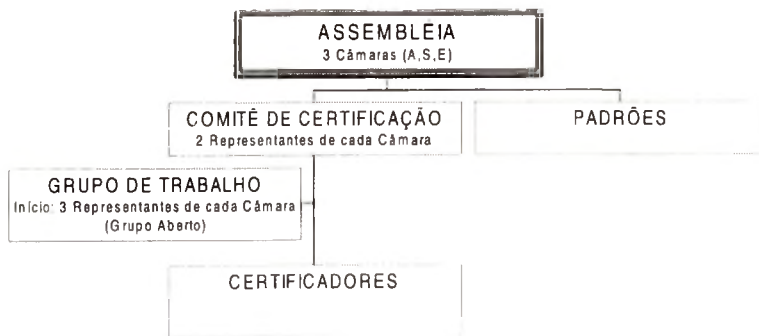 ASSEMBLEIA
3 Câmaras (A,S,E)
COMITÊ DE CERTIFICAÇÃO
2 Representantes de cada Câmara
PADRÕES
GRUPO DE TRABALHO
Início: 3 Representantes de cada Câmara
(Grupo Aberto)
CERTIFICADORES